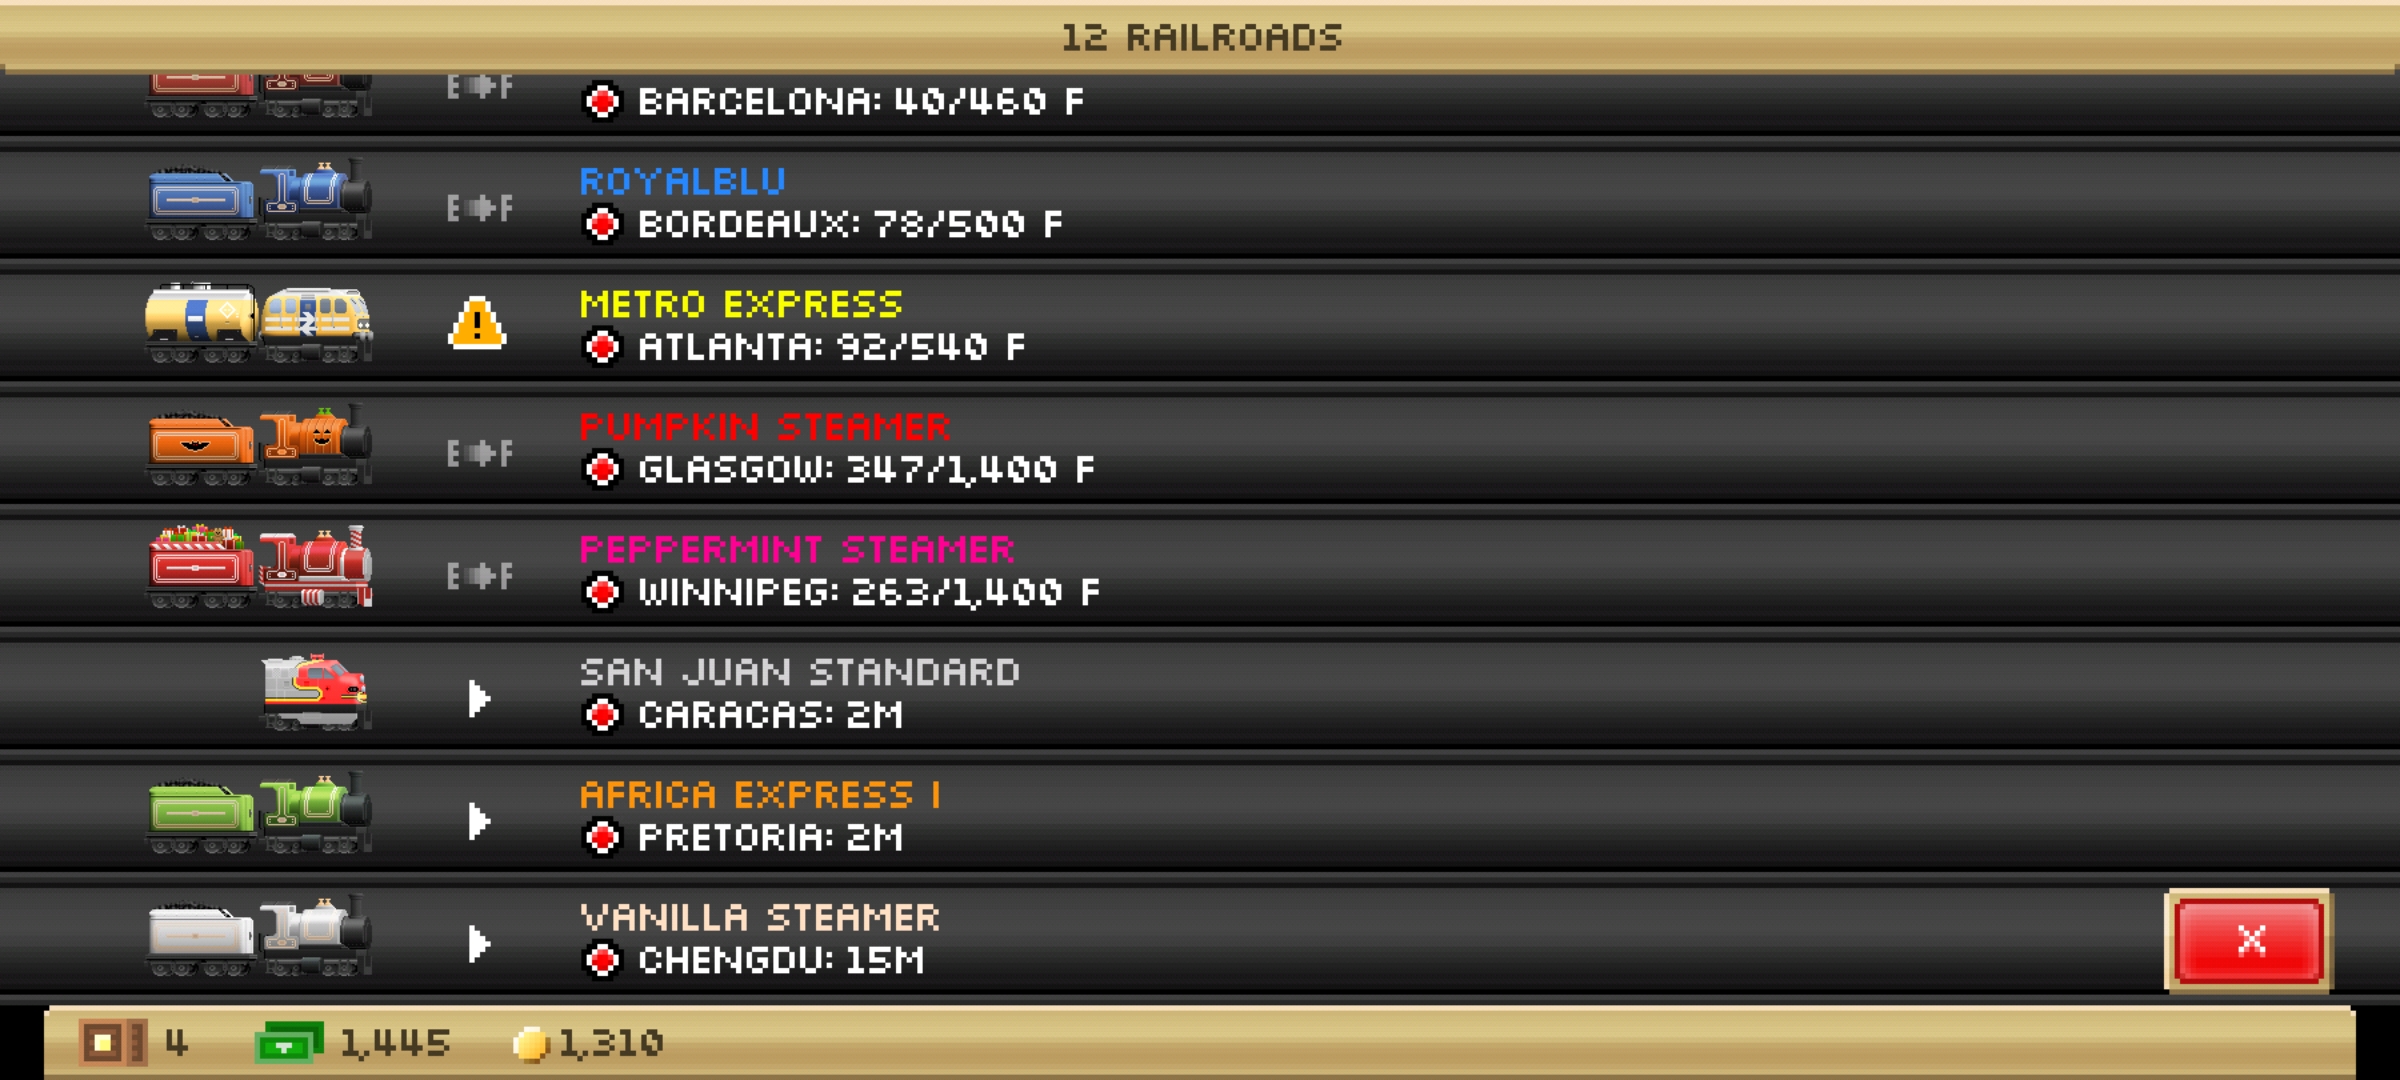 12 RAILROADS
E F BARCELONA: 40/460 F
ROYALBLU
E F BORDEAUX: 78/500 F
METRO EXPRESS
! ATLANTA: 92/540 F
PUMPKIN STEAMER
E F GLASGOW: 347/1,400 F
PEPPERMINT STEAMER
E F WINNIPEG: 263/1,400 F
SAN JUAN STANDARD
CARACAS: 2M
AFRICA EXPRESS I
PRETORIA: 2M
VANILLA STEAMER
CHENGDU: 15M
X
4 1,445 1,310